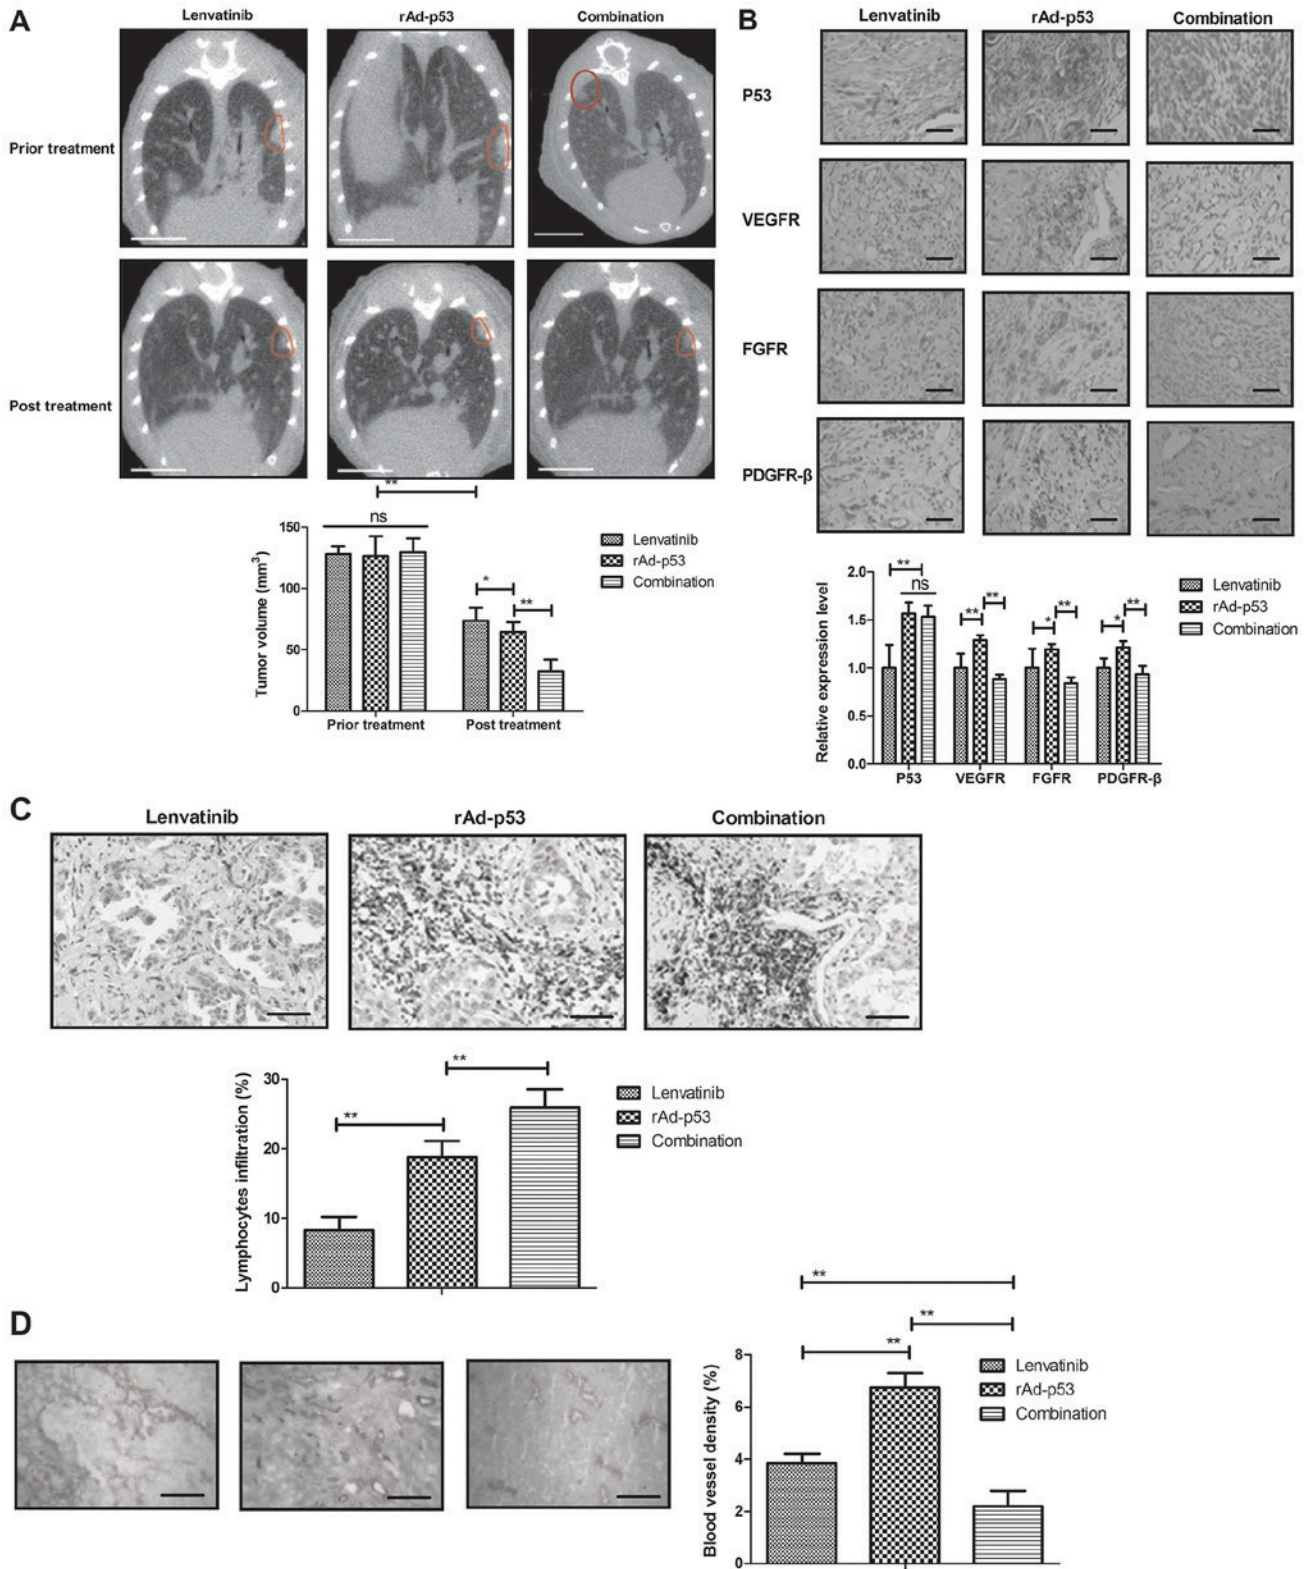 A
Lenvatinib
rAd-p53
Combination
Prior treatment
Post treatment
**
ns
*
**
150
100
50
0
Tumor volume (mm³)
Prior treatment
Post treatment
Lenvatinib
rAd-p53
Combination
B
Lenvatinib
rAd-p53
Combination
P53
VEGFR
FGFR
PDGFR-β
**
ns
**
**
*
**
*
**
2.0
1.5
1.0
0.5
0.0
Relative expression level
P53
VEGFR
FGFR
PDGFR-β
Lenvatinib
rAd-p53
Combination
C
Lenvatinib
rAd-p53
Combination
**
**
30
20
10
0
Lymphocytes infiltration (%)
Lenvatinib
rAd-p53
Combination
D
**
**
**
8
6
4
2
0
Blood vessel density (%)
Lenvatinib
rAd-p53
Combination